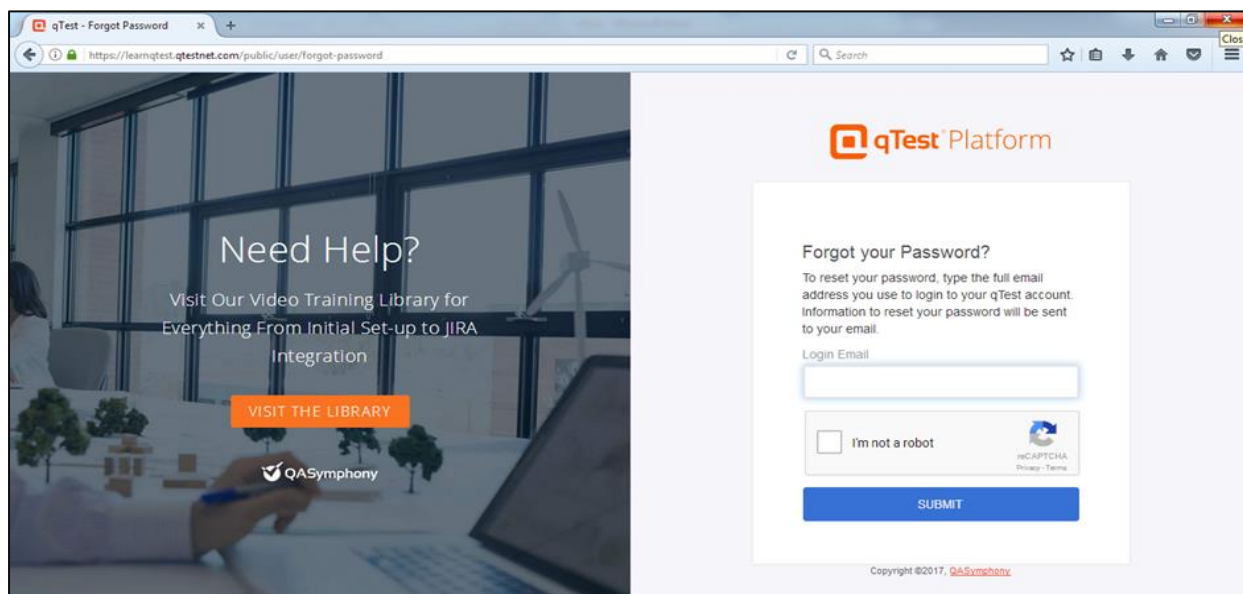 qTest - Forgot Password
https://learnqtest.qtestnet.com/public/user/forgot-password
Search
Clos
Need Help?
Visit Our Video Training Library for
Everything From Initial Set-up to JIRA
Integration
VISIT THE LIBRARY
QASymphony
qTest Platform
Forgot your Password?
To reset your password, type the full email
address you use to login to your qTest account.
Information to reset your password will be sent
to your email.
Login Email
I'm not a robot
reCAPTCHA
Privacy - Terms
SUBMIT
Copyright ©2017, QASymphony